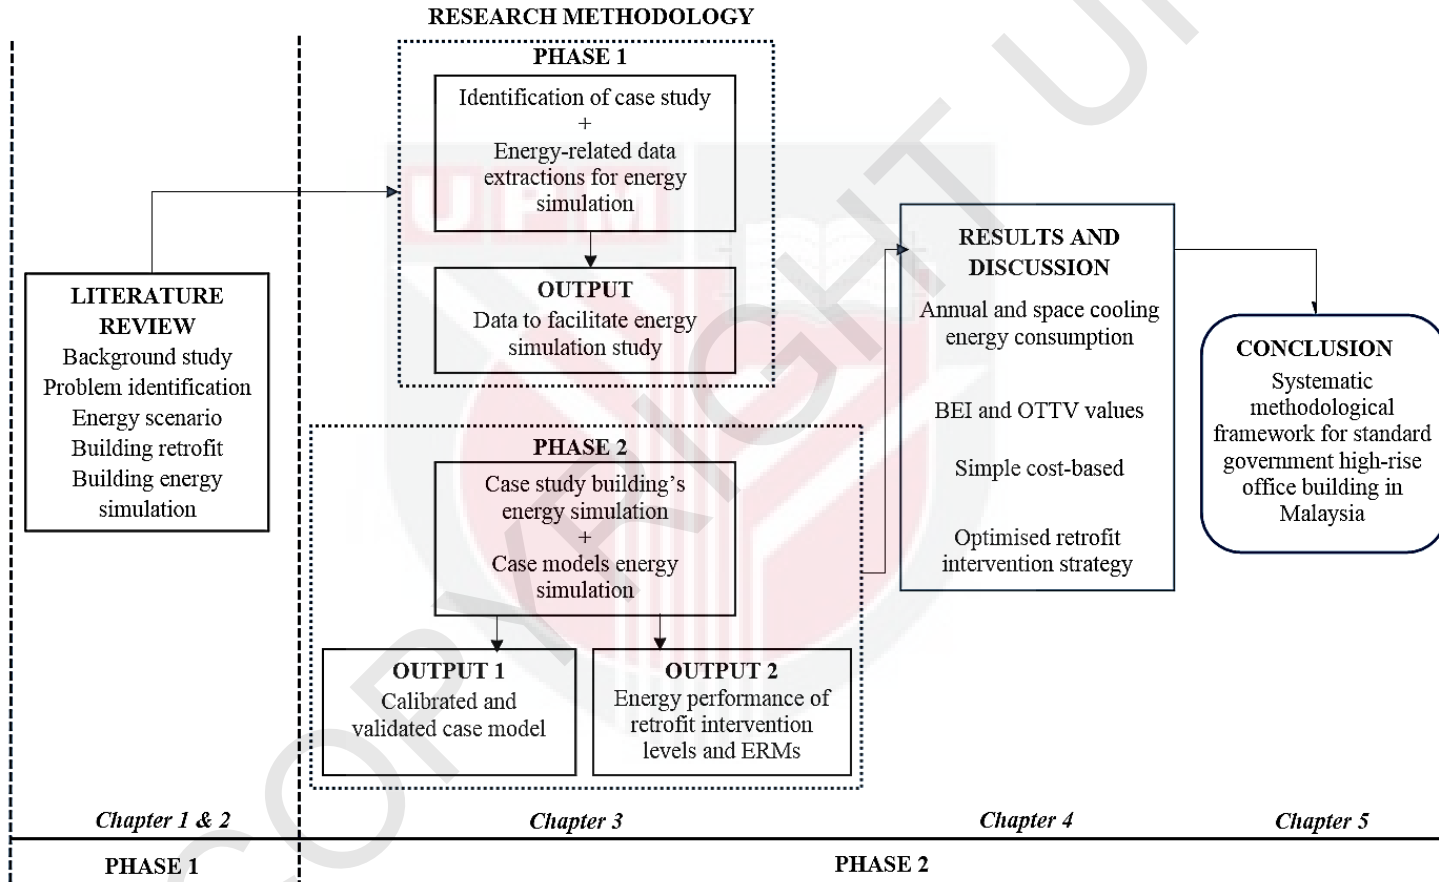 RESEARCH METHODOLOGY
PHASE 1
Identification of case study
+
Energy-related data
extractions for energy
simulation
OUTPUT
Data to facilitate energy
simulation study
LITERATURE
REVIEW
Background study
Problem identification
Energy scenario
Building retrofit
Building energy
simulation
PHASE 2
Case study building's
energy simulation
+
Case models energy
simulation
OUTPUT 1
Calibrated and
validated case model
OUTPUT 2
Energy performance of
retrofit intervention
levels and ERMs
RESULTS AND
DISCUSSION
Annual and space cooling
energy consumption
BEI and OTTV values
Simple cost-based
Optimised retrofit
intervention strategy
CONCLUSION
Systematic
methodological
framework for standard
government high-rise
office building in
Malaysia
Chapter 1 & 2
Chapter 3
Chapter 4
Chapter 5
PHASE 1
PHASE 2
UPM
COPYRIGHT U